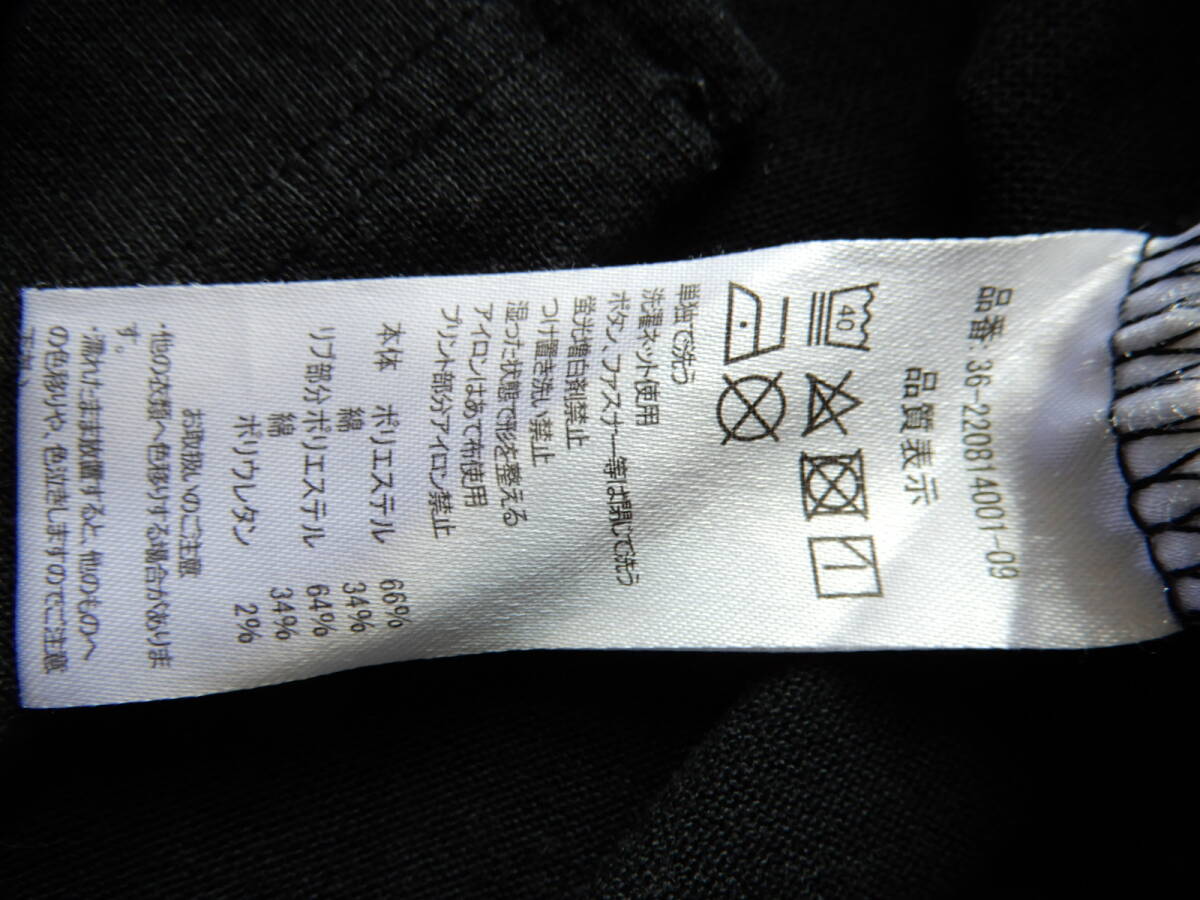 品番.36-220814001-09
品質表示
40
単独で洗う
洗濯ネット使用
ボタン、ファスナー等は閉じて洗う
蛍光増白剤禁止
つけ置き洗い禁止
湿った状態で形を整える
アイロンはあて布使用
プリント部分アイロン禁止
本体 ポリエステル 66%
綿 34%
リブ部分 ポリエステル 64%
綿 34%
ポリウレタン 2%
お取扱いのご注意
・他の衣類へ色移りする場合がありま
す。
・濡れたまま放置すると、他のものへ
の色移りや、色泣きしますのでご注意